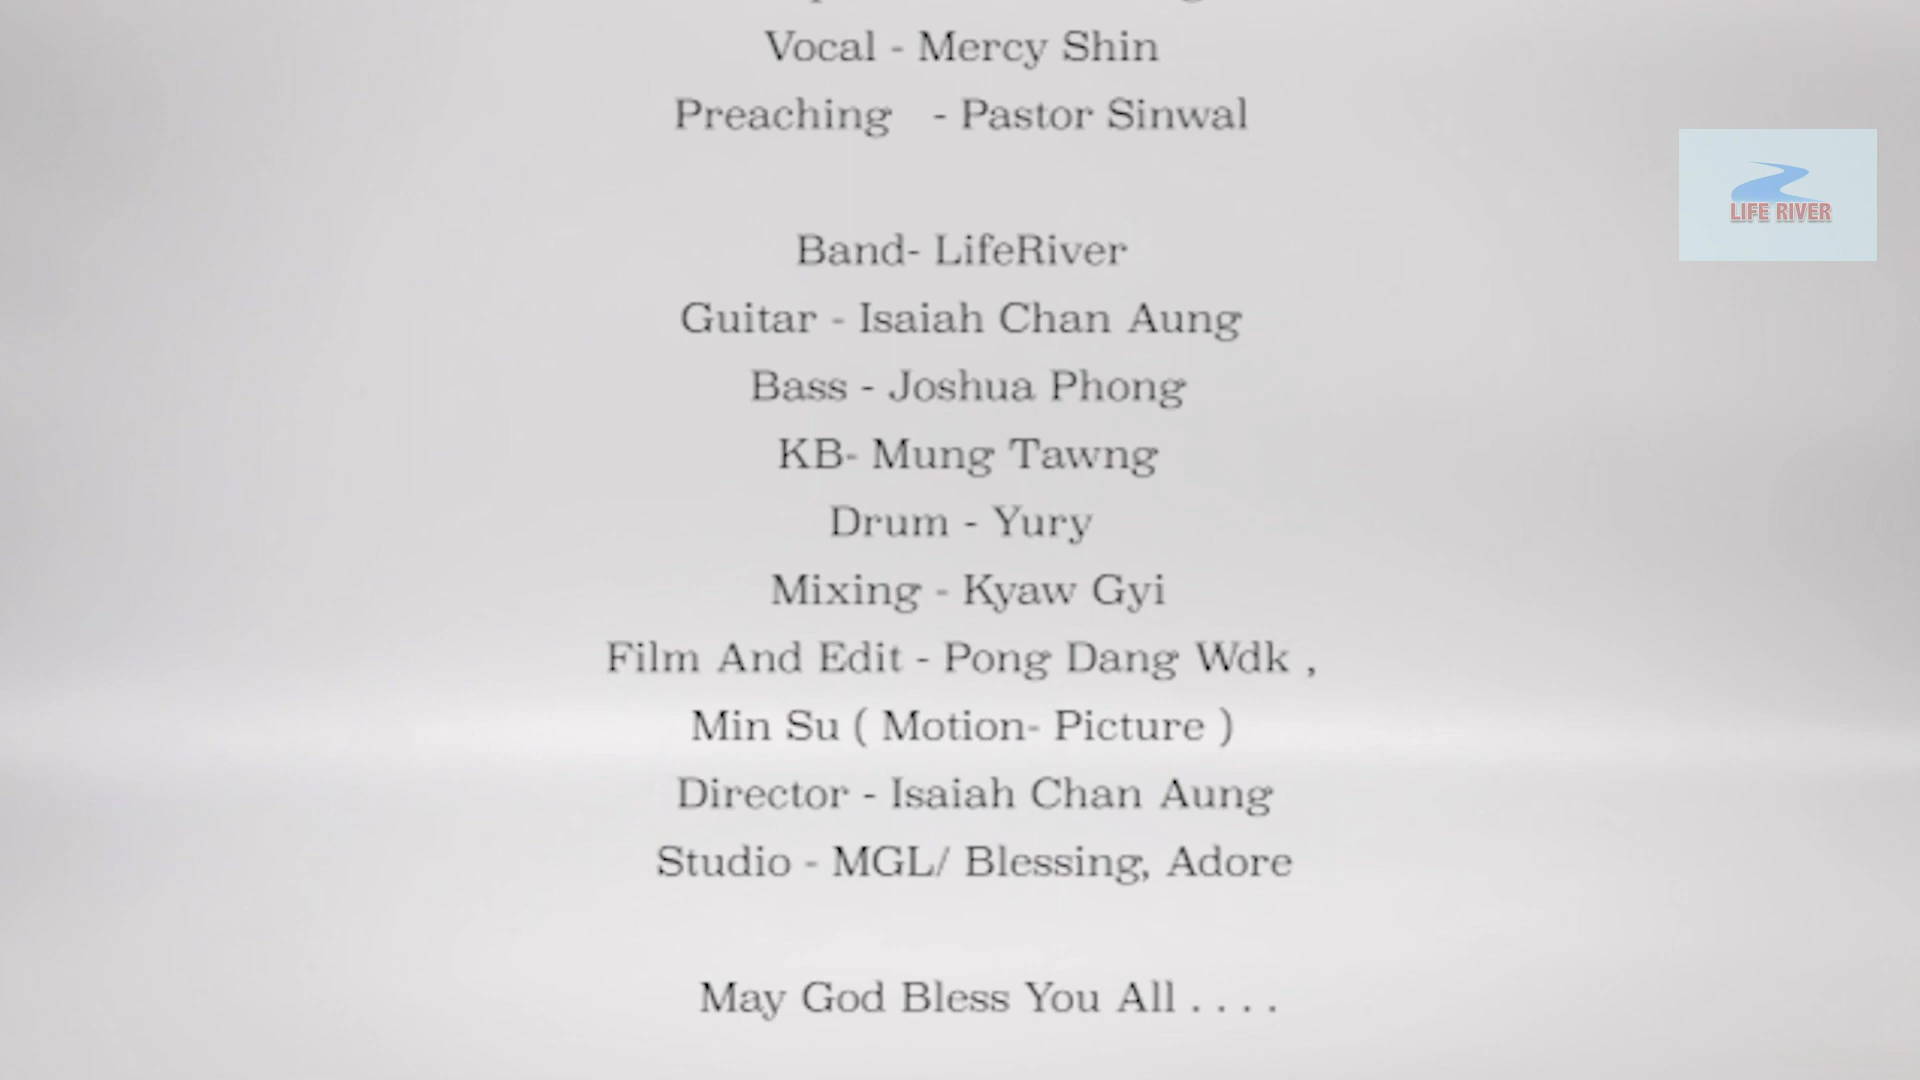 Vocal - Mercy Shin
Preaching - Pastor Sinwal
LIFE RIVER
Band- LifeRiver
Guitar - Isaiah Chan Aung
Bass - Joshua Phong
KB- Mung Tawng
Drum - Yury
Mixing - Kyaw Gyi
Film And Edit - Pong Dang Wdk ,
Min Su ( Motion- Picture )
Director - Isaiah Chan Aung
Studio - MGL/ Blessing, Adore
May God Bless You All . . . .